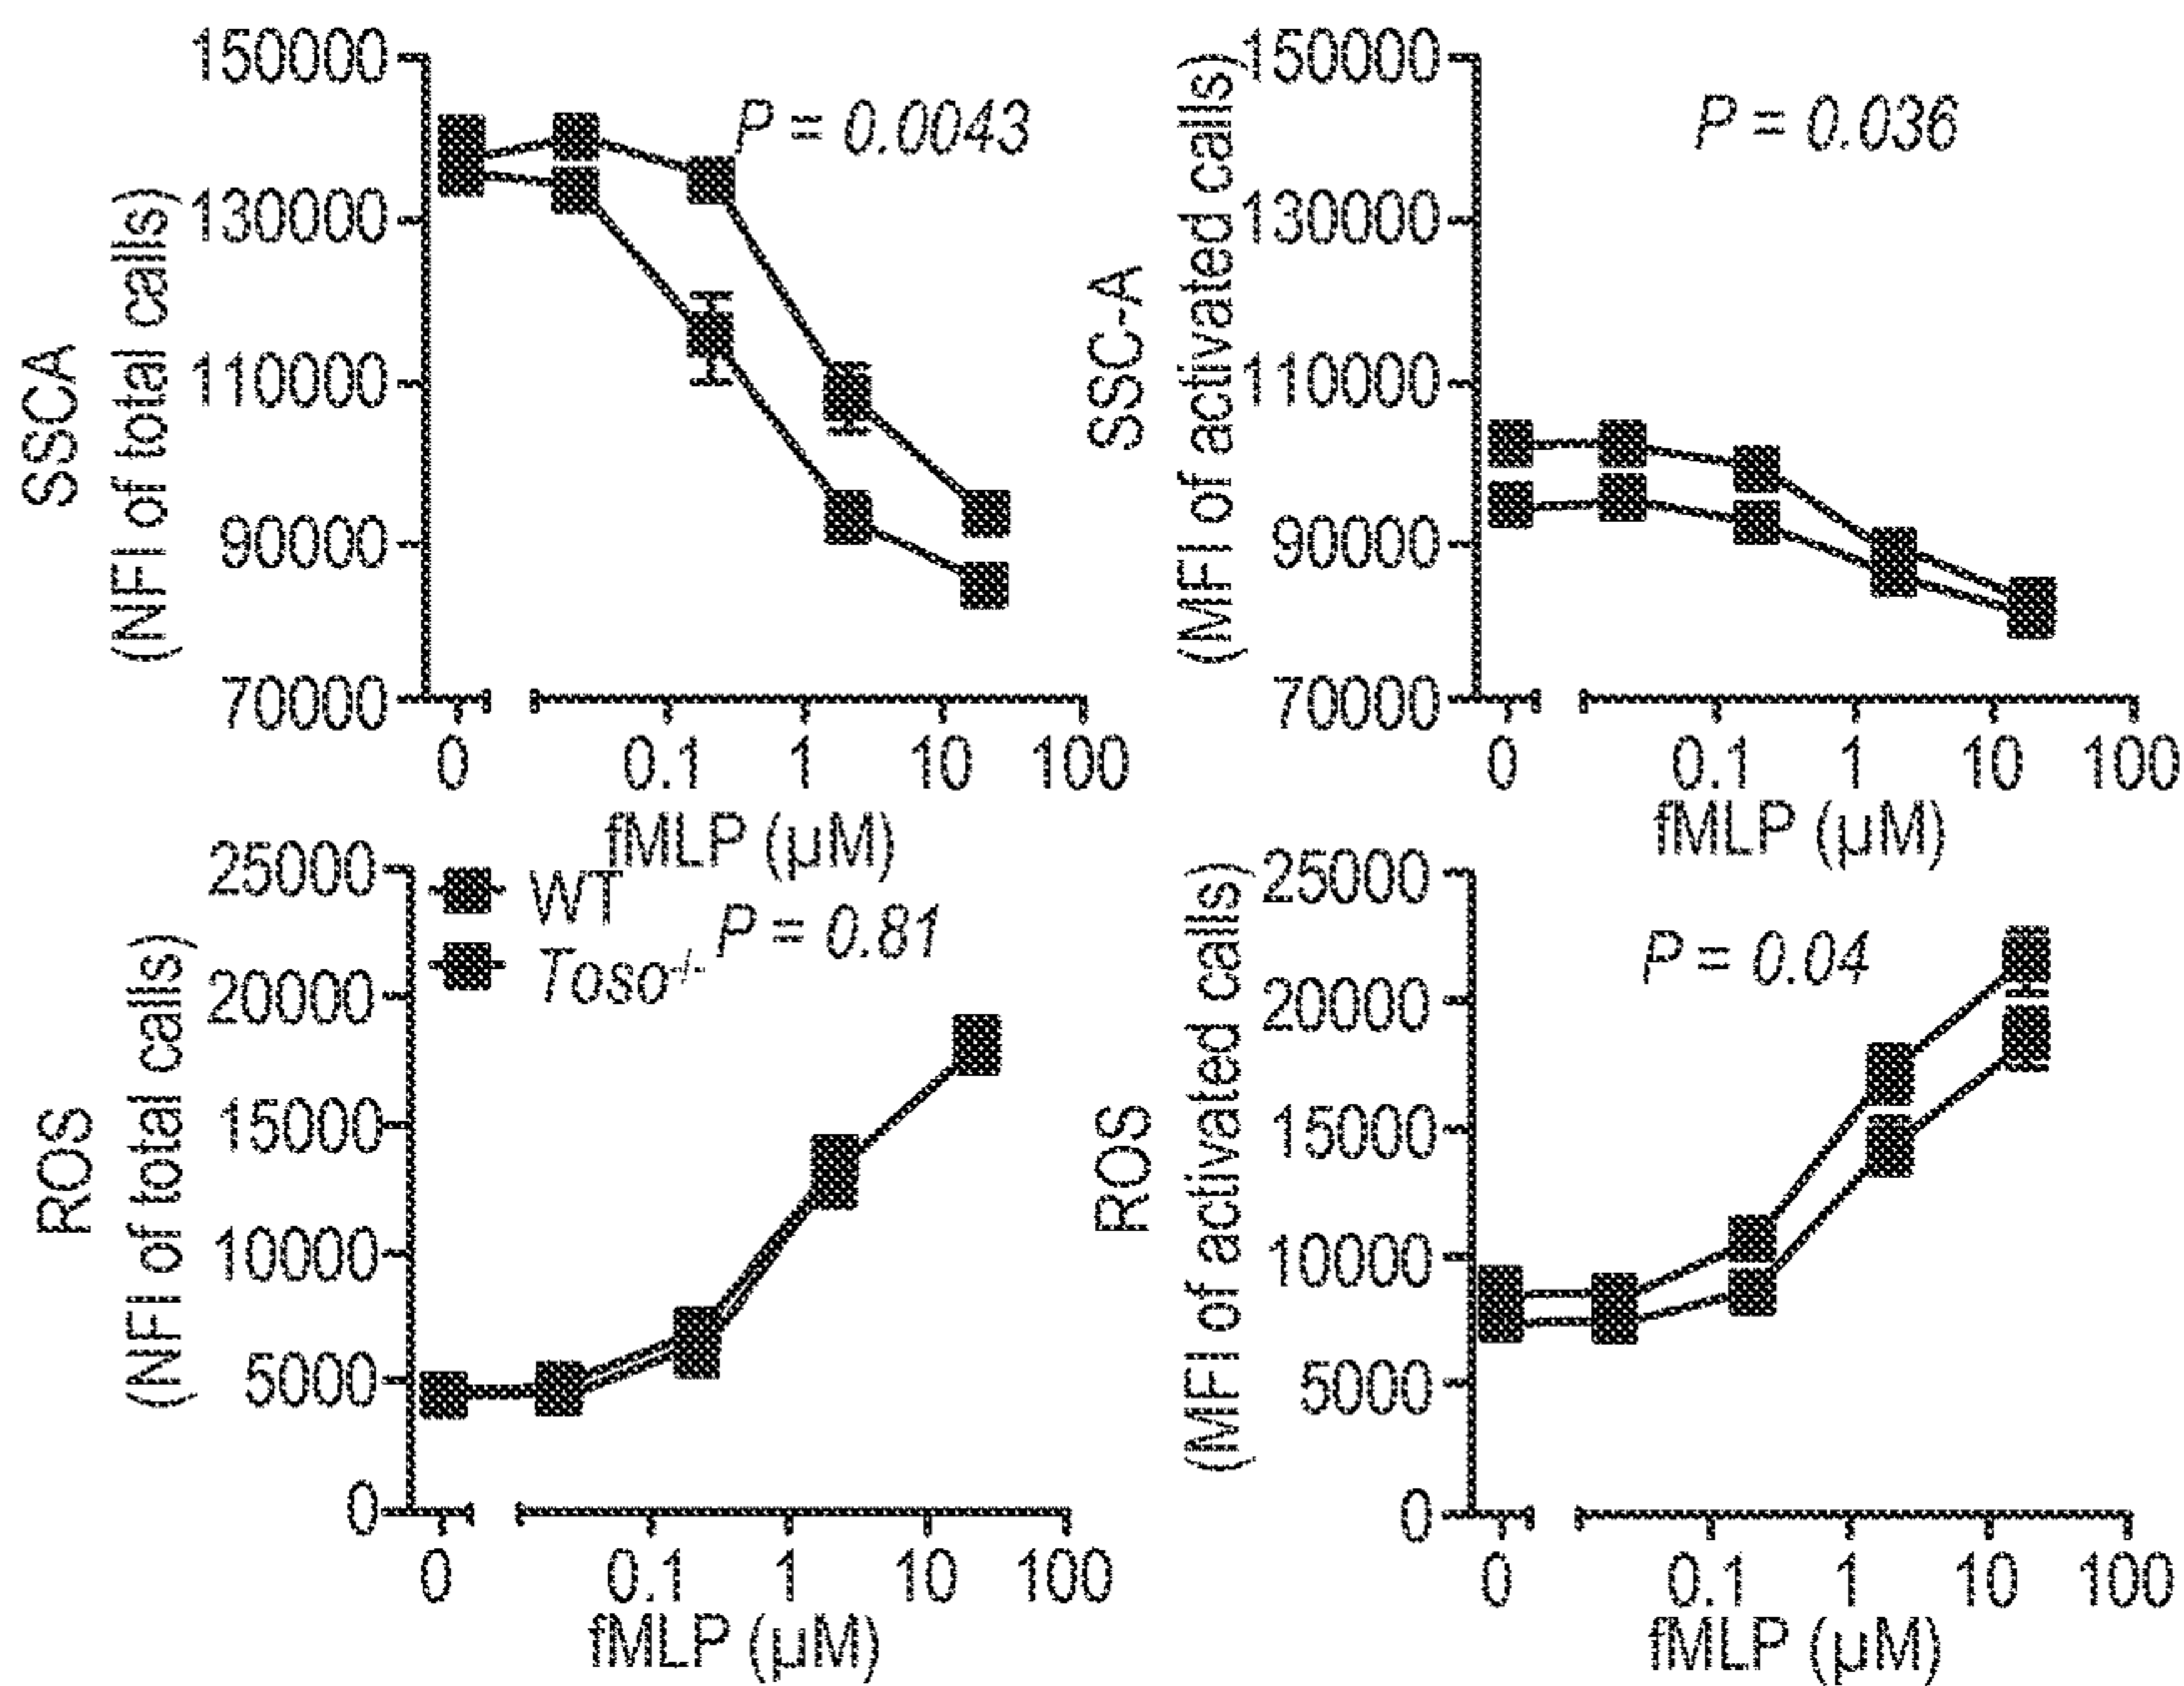 SSCA
(NFI of total calls)
150000
130000
110000
90000
70000
P = 0.0043
0 0.1 1 10 100
fMLP (µM)
SSC-A
(MFI of activated calls)
150000
130000
110000
90000
70000
P = 0.036
0 0.1 1 10 100
fMLP (µM)
ROS
(NFI of total calls)
25000
20000
15000
10000
5000
0
WT
Toso-/-
P = 0.81
0 0.1 1 10 100
fMLP (µM)
ROS
(MFI of activated calls)
25000
20000
15000
10000
5000
0
P = 0.04
0 0.1 1 10 100
fMLP (µM)